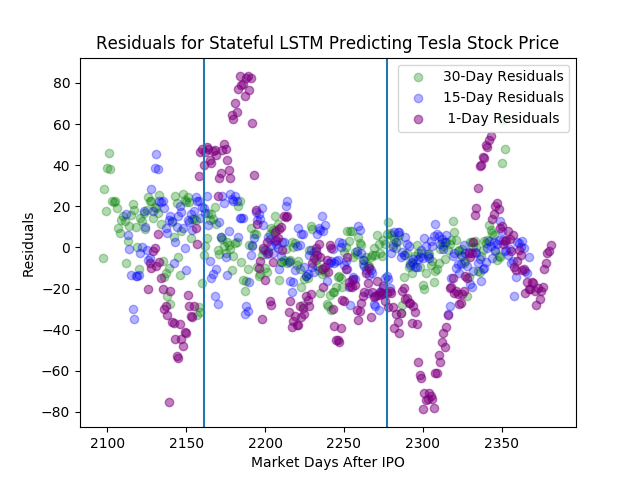 Residuals for Stateful LSTM Predicting Tesla Stock Price
30-Day Residuals
15-Day Residuals
1-Day Residuals
80
60
40
20
0
−20
−40
−60
−80
Residuals
2100 2150 2200 2250 2300 2350
Market Days After IPO